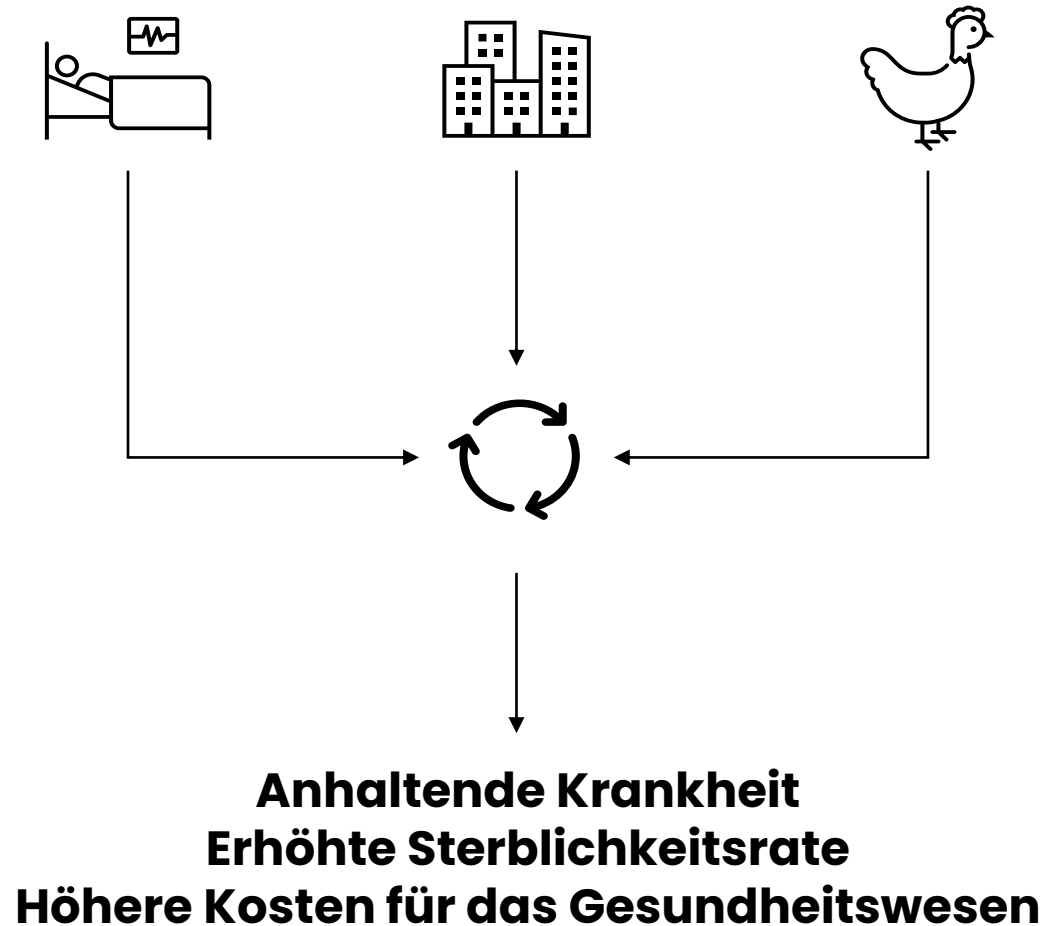 Anhaltende Krankheit
Erhöhte Sterblichkeitsrate
Höhere Kosten für das Gesundheitswesen